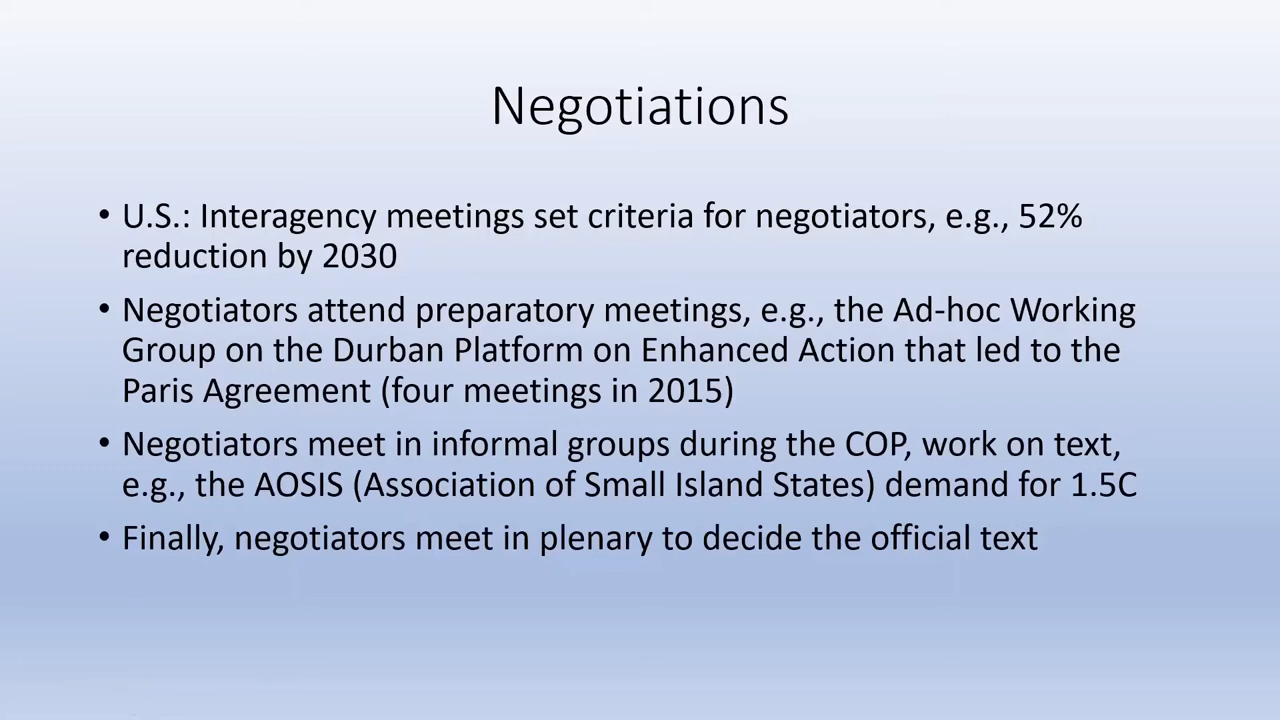 Negotiations
• U.S.: Interagency meetings set criteria for negotiators, e.g., 52%
reduction by 2030
• Negotiators attend preparatory meetings, e.g., the Ad-hoc Working
Group on the Durban Platform on Enhanced Action that led to the
Paris Agreement (four meetings in 2015)
• Negotiators meet in informal groups during the COP, work on text,
e.g., the AOSIS (Association of Small Island States) demand for 1.5C
• Finally, negotiators meet in plenary to decide the official text